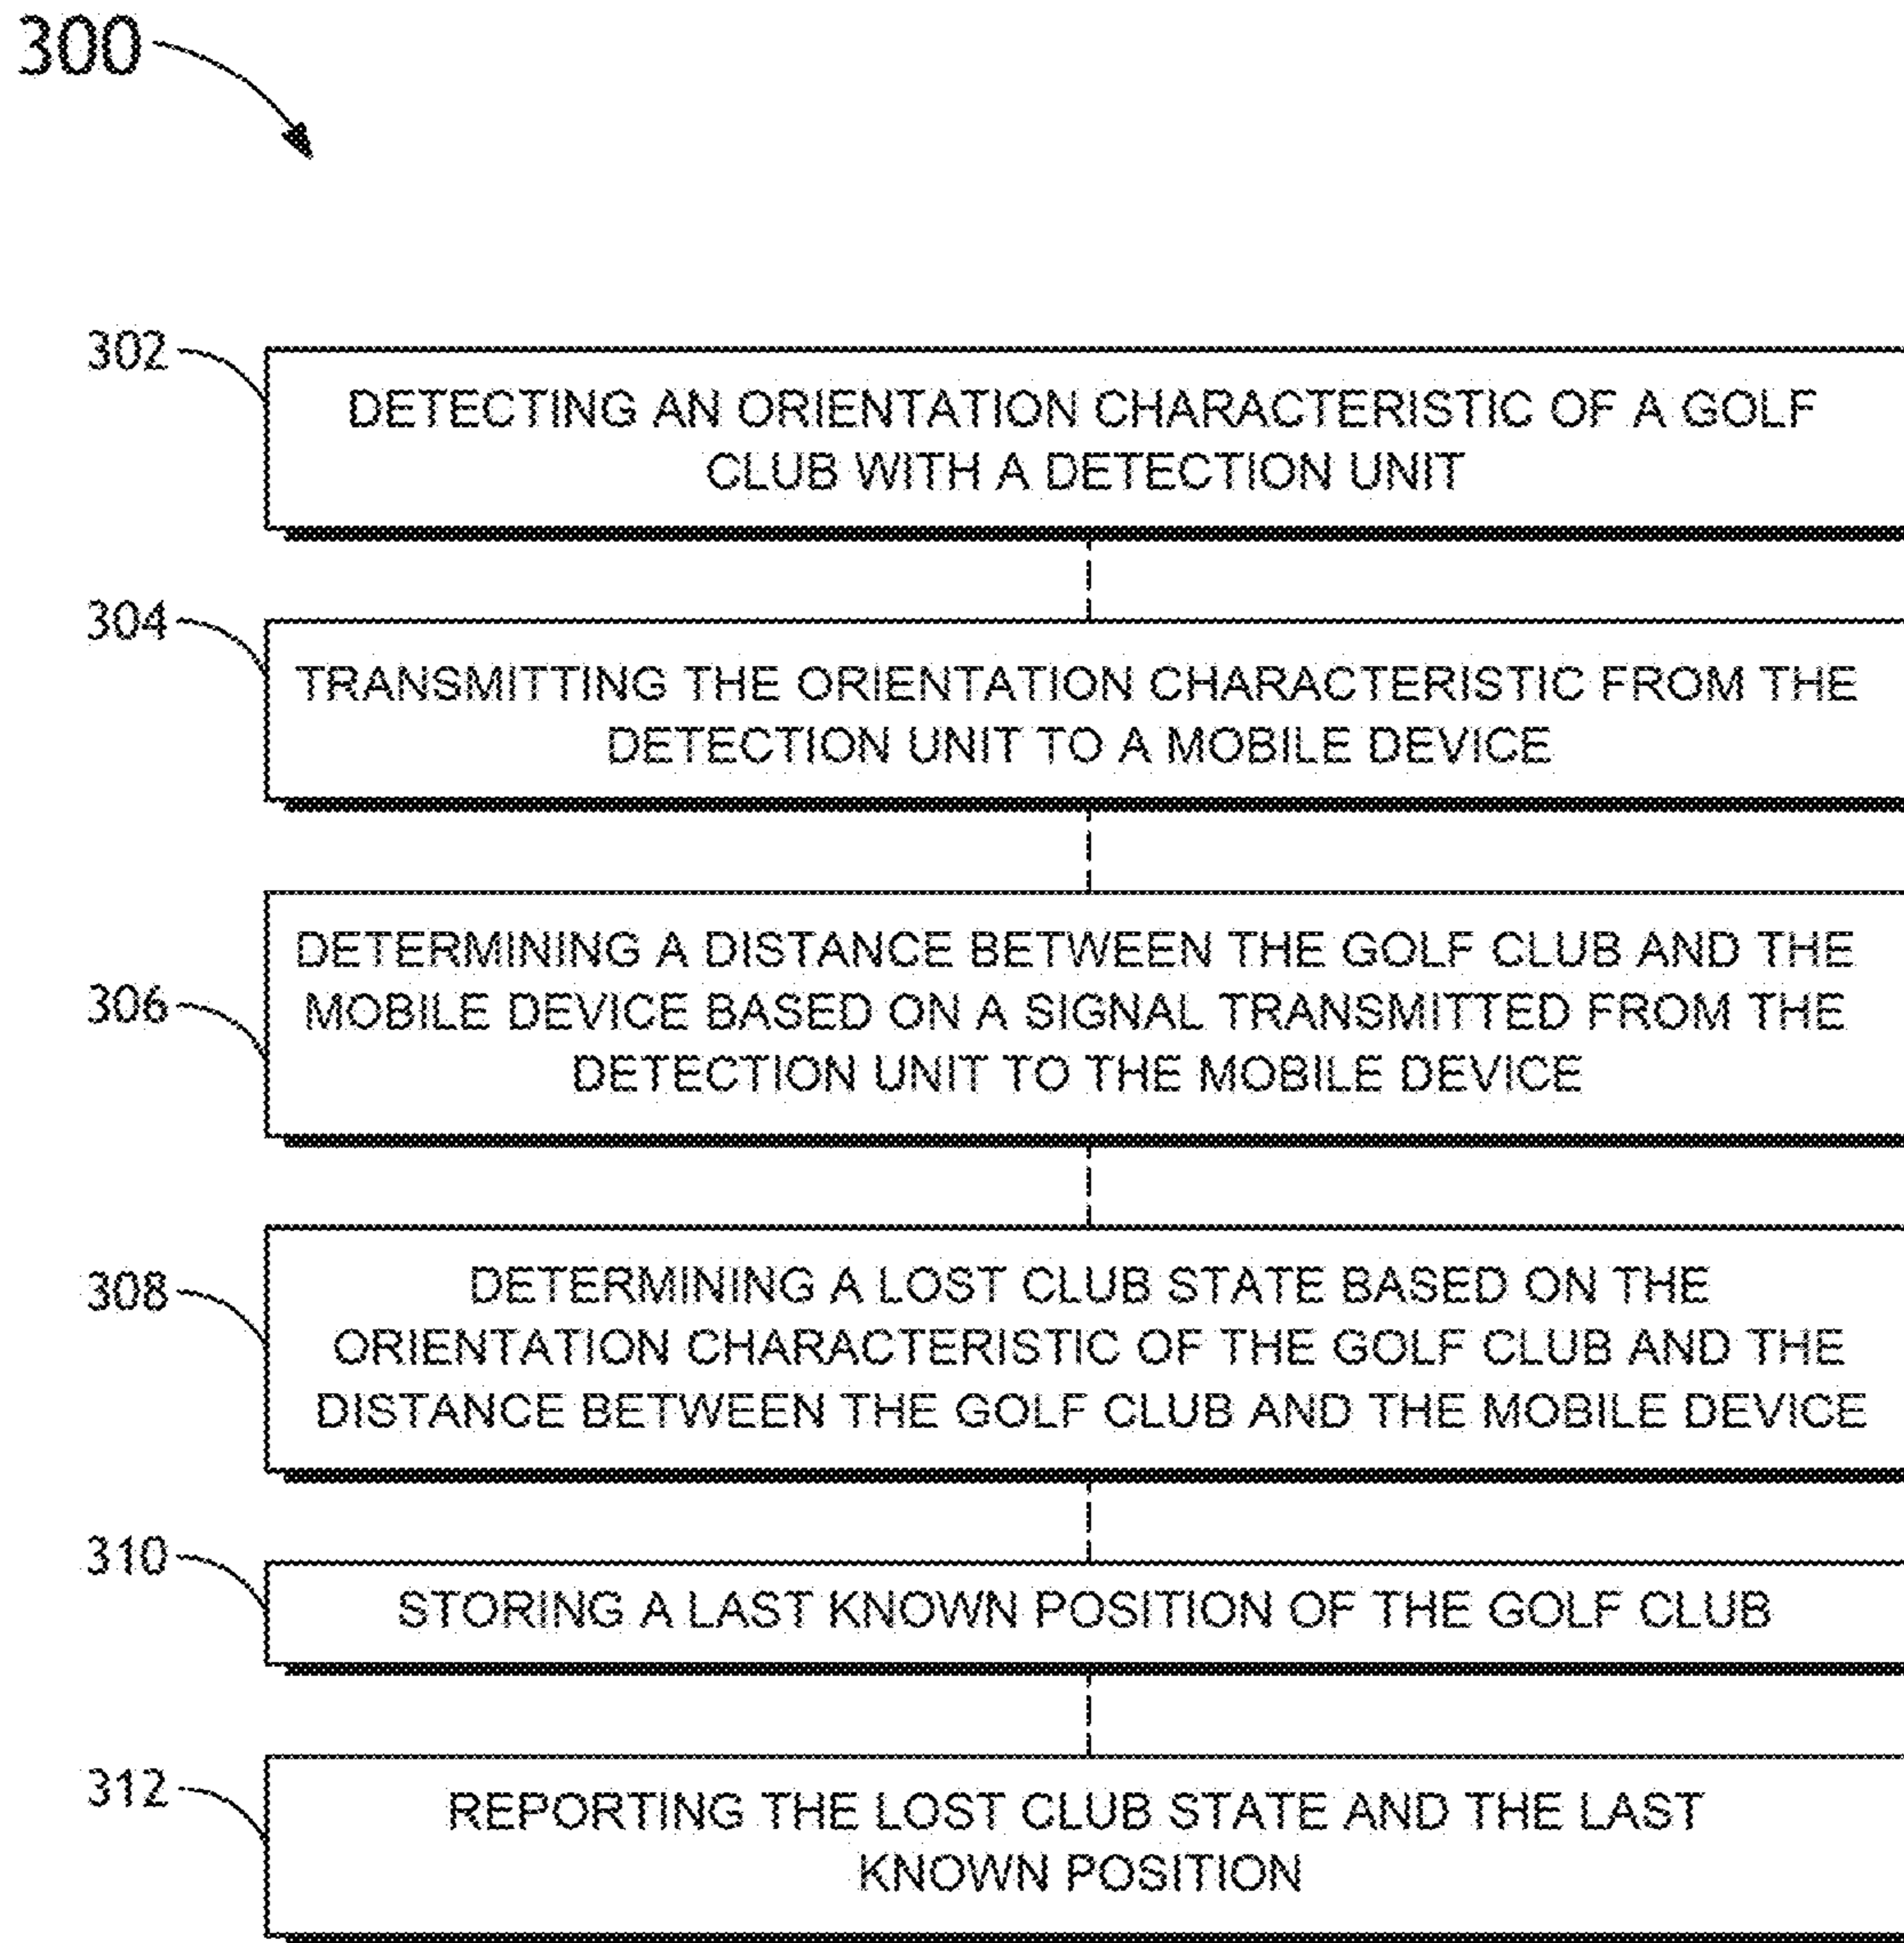 300
302
DETECTING AN ORIENTATION CHARACTERISTIC OF A GOLF
CLUB WITH A DETECTION UNIT
304
TRANSMITTING THE ORIENTATION CHARACTERISTIC FROM THE
DETECTION UNIT TO A MOBILE DEVICE
306
DETERMINING A DISTANCE BETWEEN THE GOLF CLUB AND THE
MOBILE DEVICE BASED ON A SIGNAL TRANSMITTED FROM THE
DETECTION UNIT TO THE MOBILE DEVICE
308
DETERMINING A LOST CLUB STATE BASED ON THE
ORIENTATION CHARACTERISTIC OF THE GOLF CLUB AND THE
DISTANCE BETWEEN THE GOLF CLUB AND THE MOBILE DEVICE
310
STORING A LAST KNOWN POSITION OF THE GOLF CLUB
312
REPORTING THE LOST CLUB STATE AND THE LAST
KNOWN POSITION